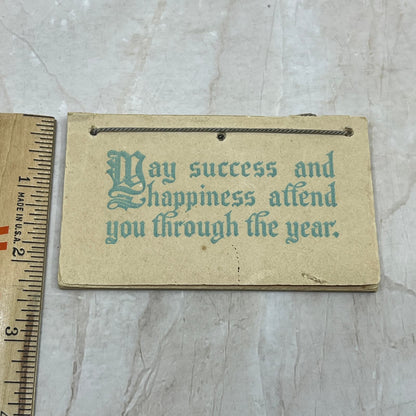 May success and
happiness attend
you through the year.
1
MADE IN U.S.A.
2
3